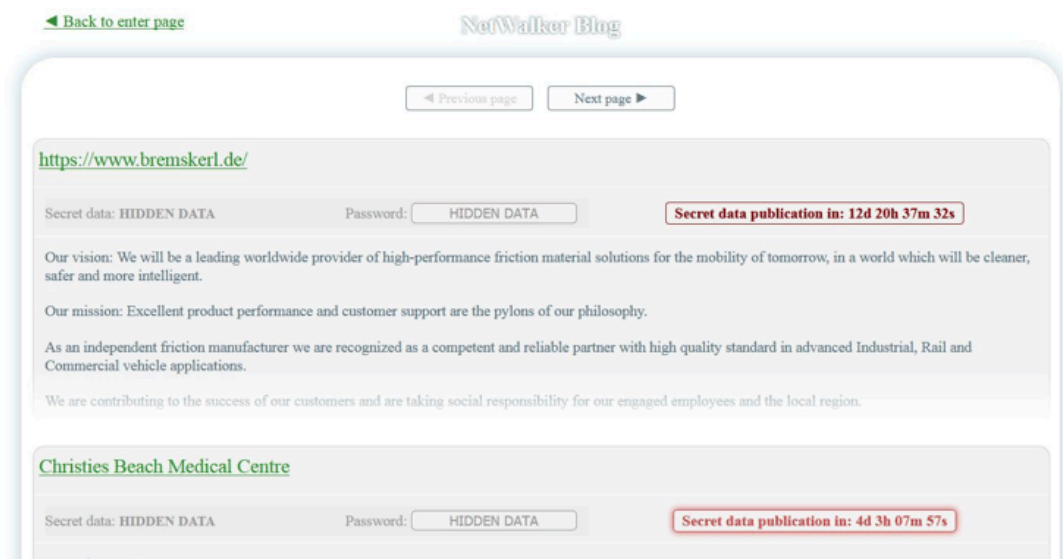 ◄ Back to enter page
NetWalker Blog
◄ Previous page
Next page ►
https://www.bremskerl.de/
Secret data: HIDDEN DATA
Password: HIDDEN DATA
Secret data publication in: 12d 20h 37m 32s
Our vision: We will be a leading worldwide provider of high-performance friction material solutions for the mobility of tomorrow, in a world which will be cleaner,
safer and more intelligent.
Our mission: Excellent product performance and customer support are the pylons of our philosophy.
As an independent friction manufacturer we are recognized as a competent and reliable partner with high quality standard in advanced Industrial, Rail and
Commercial vehicle applications.
We are contributing to the success of our customers and are taking social responsibility for our engaged employees and the local region.
Christies Beach Medical Centre
Secret data: HIDDEN DATA
Password: HIDDEN DATA
Secret data publication in: 4d 3h 07m 57s